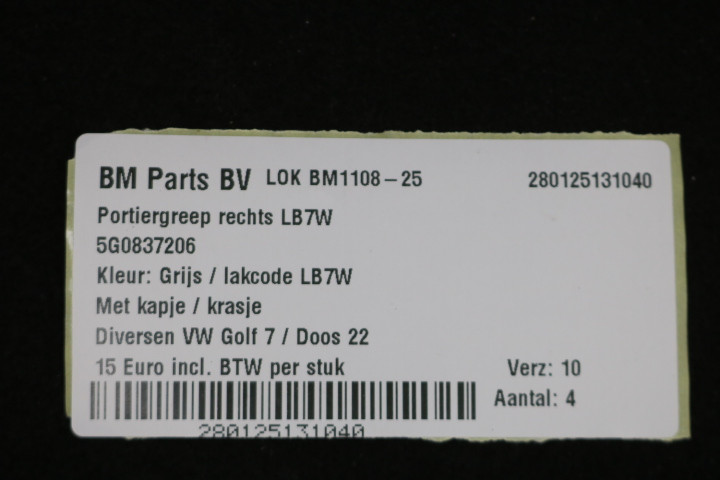 BM Parts BV LOK BM1108-25 280125131040
Portiergreep rechts LB7W
5G0837206
Kleur: Grijs / lakcode LB7W
Met kapje / krasje
Diversen VW Golf 7 / Doos 22
15 Euro incl. BTW per stuk Verz: 10
Aantal: 4
280125131040